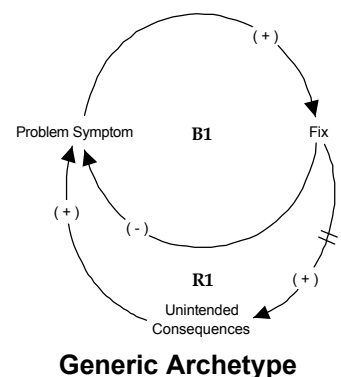 ( + )
Problem Symptom B1 Fix
( + ) ( - )
R1 ( + )
Unintended
Consequences
Generic Archetype